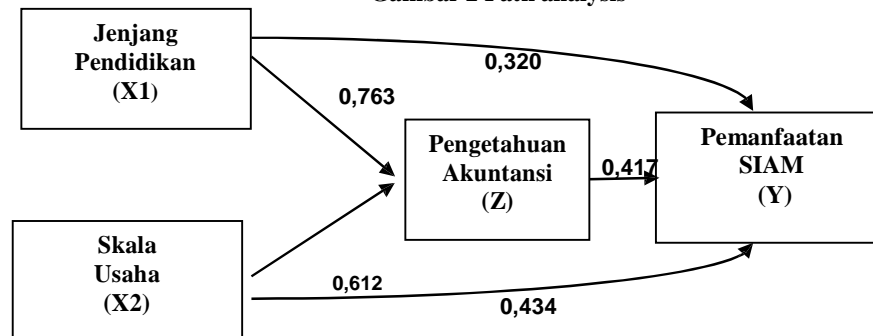 Jenjang
Pendidikan
(X1)
0,320
0,763
Pengetahuan
Akuntansi
(Z)
0,417
Pemanfaatan
SIAM
(Y)
Skala
Usaha
(X2)
0,612
0,434